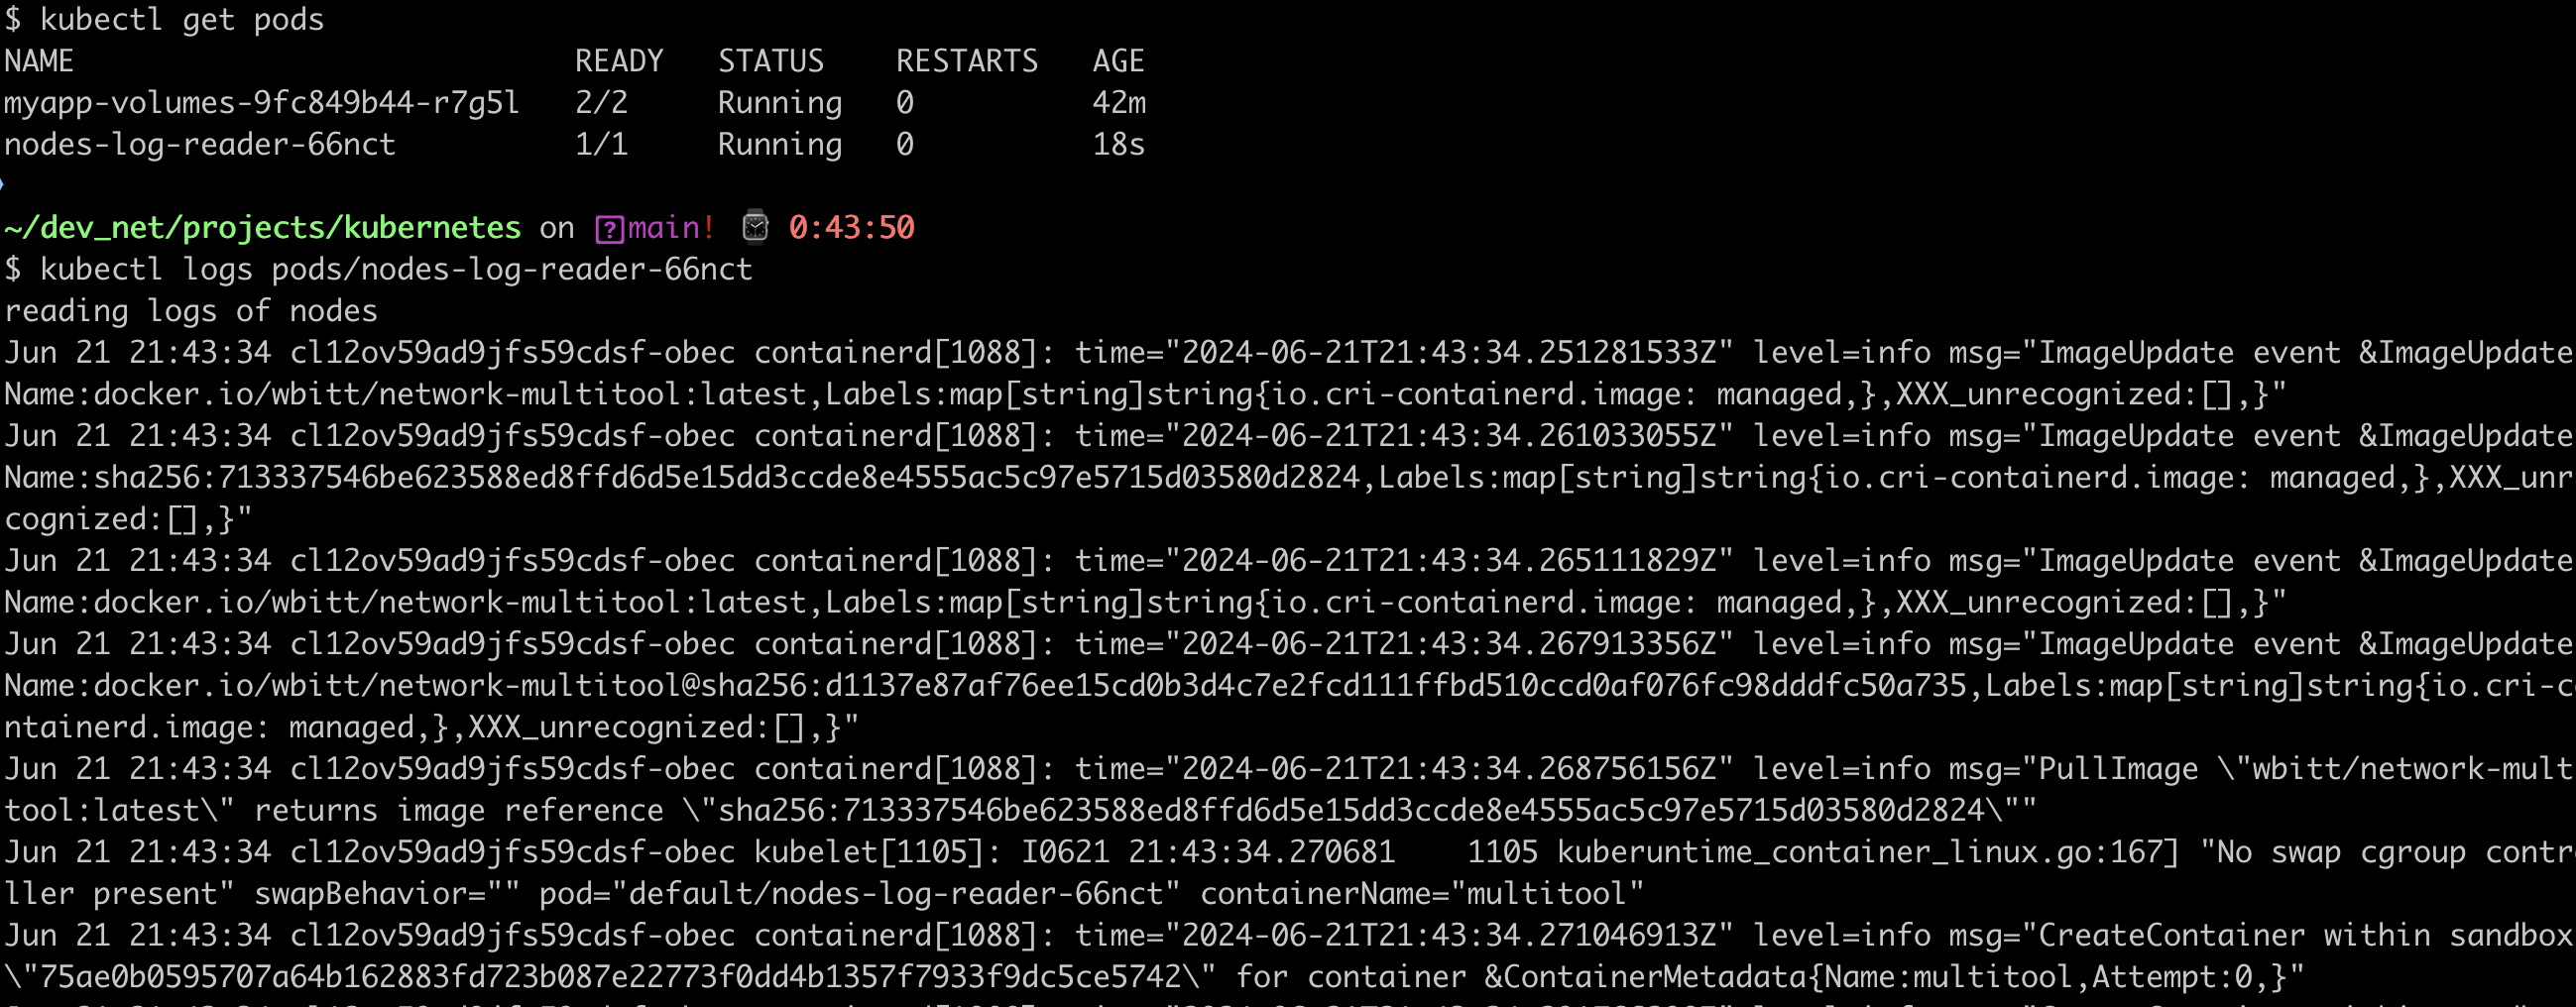 $ kubectl get pods
NAME READY STATUS RESTARTS AGE
myapp-volumes-9fc849b44-r7g5l 2/2 Running 0 42m
nodes-log-reader-66nct 1/1 Running 0 18s
~/dev_net/projects/kubernetes on main! 0:43:50
$ kubectl logs pods/nodes-log-reader-66nct
reading logs of nodes
Jun 21 21:43:34 cl12ov59ad9jfs59cdsf-obec containerd[1088]: time="2024-06-21T21:43:34.251281533Z" level=info msg="ImageUpdate event &ImageUpdate
Name:docker.io/wbitt/network-multitool:latest,Labels:map[string]string{io.cri-containerd.image: managed,},XXX_unrecognized:[],}"
Jun 21 21:43:34 cl12ov59ad9jfs59cdsf-obec containerd[1088]: time="2024-06-21T21:43:34.261033055Z" level=info msg="ImageUpdate event &ImageUpdate
Name:sha256:713337546be623588ed8ffd6d5e15dd3ccde8e4555ac5c97e5715d03580d2824,Labels:map[string]string{io.cri-containerd.image: managed,},XXX_unr
cognized:[],}"
Jun 21 21:43:34 cl12ov59ad9jfs59cdsf-obec containerd[1088]: time="2024-06-21T21:43:34.265111829Z" level=info msg="ImageUpdate event &ImageUpdate
Name:docker.io/wbitt/network-multitool:latest,Labels:map[string]string{io.cri-containerd.image: managed,},XXX_unrecognized:[],}"
Jun 21 21:43:34 cl12ov59ad9jfs59cdsf-obec containerd[1088]: time="2024-06-21T21:43:34.267913356Z" level=info msg="ImageUpdate event &ImageUpdate
Name:docker.io/wbitt/network-multitool@sha256:d1137e87af76ee15cd0b3d4c7e2fcd111ffbd510ccd0af076fc98dddfc50a735,Labels:map[string]string{io.cri-c
ntainerd.image: managed,},XXX_unrecognized:[],}"
Jun 21 21:43:34 cl12ov59ad9jfs59cdsf-obec containerd[1088]: time="2024-06-21T21:43:34.268756156Z" level=info msg="PullImage \"wbitt/network-mult
tool:latest\" returns image reference \"sha256:713337546be623588ed8ffd6d5e15dd3ccde8e4555ac5c97e5715d03580d2824\""
Jun 21 21:43:34 cl12ov59ad9jfs59cdsf-obec kubelet[1105]: I0621 21:43:34.270681 1105 kuberuntime_container_linux.go:167] "No swap cgroup contr
ller present" swapBehavior="" pod="default/nodes-log-reader-66nct" containerName="multitool"
Jun 21 21:43:34 cl12ov59ad9jfs59cdsf-obec containerd[1088]: time="2024-06-21T21:43:34.271046913Z" level=info msg="CreateContainer within sandbox
\"75ae0b0595707a64b162883fd723b087e22773f0dd4b1357f7933f9dc5ce5742\" for container &ContainerMetadata{Name:multitool,Attempt:0,}"